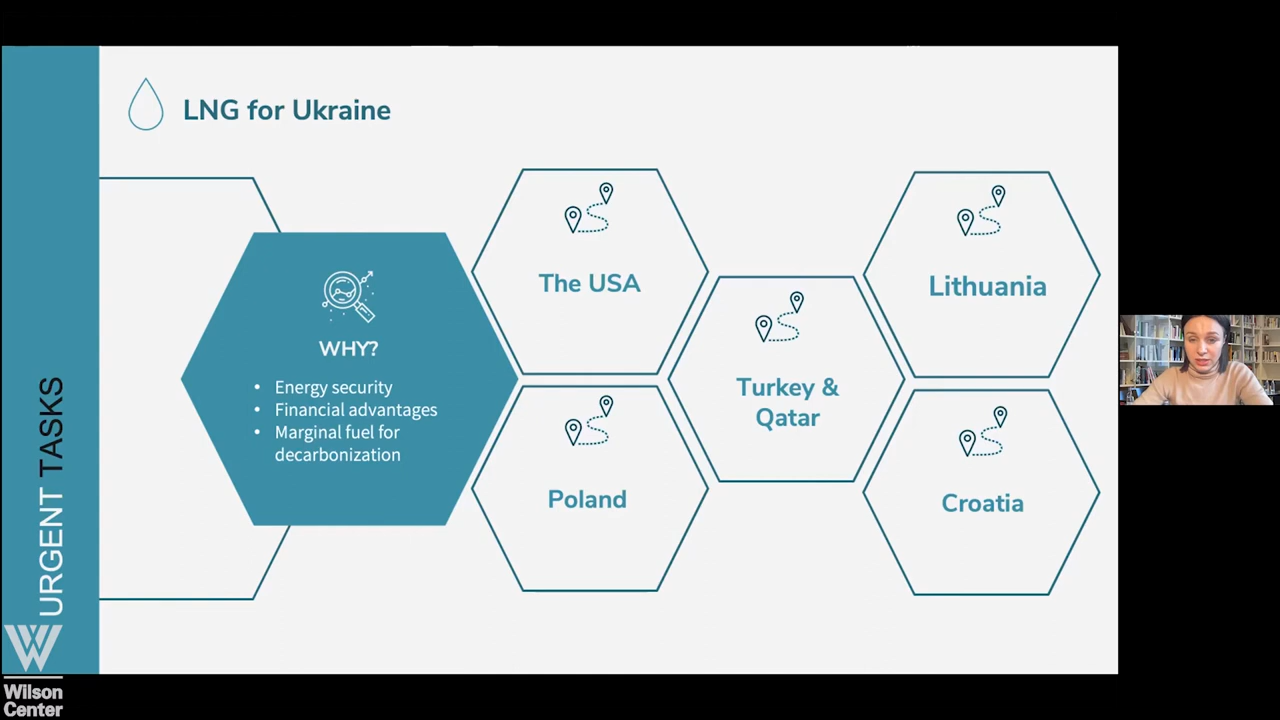 LNG for Ukraine
WHY?
• Energy security
• Financial advantages
• Marginal fuel for
decarbonization
The USA
Poland
Turkey &
Qatar
Lithuania
Croatia
URGENT TASKS
W
Wilson
Center